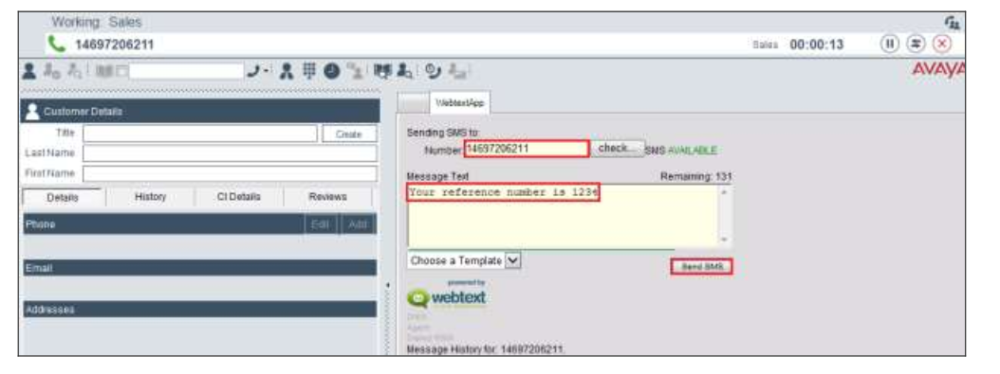 Working: Sales
14697206211
Sales 00:00:13
AVAYA
Customer Details
Title
Create
Last Name
First Name
Details History CI Details Reviews
Phone
Edit Add
Email
Addresses
WebtextApp
Sending SMS to:
Number: 14697206211 check... SMS AVAILABLE
Message Text Remaining: 131
Your reference number is 1234
Choose a Template
Send SMS
powered by
webtext
Agent
Message History for: 14697206211.